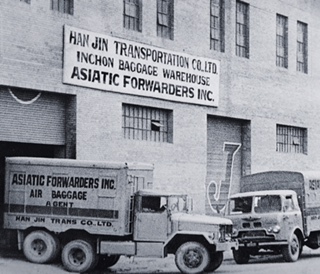 HAN JIN TRANSPORTATION CO.LTD.
INCHON BAGGAGE WAREHOUSE
ASIATIC FORWARDERS INC.
ASIATIC FORWARDERS INC.
AIR BAGGAGE
AGENT
HAN JIN TRANS CO.,LTD.